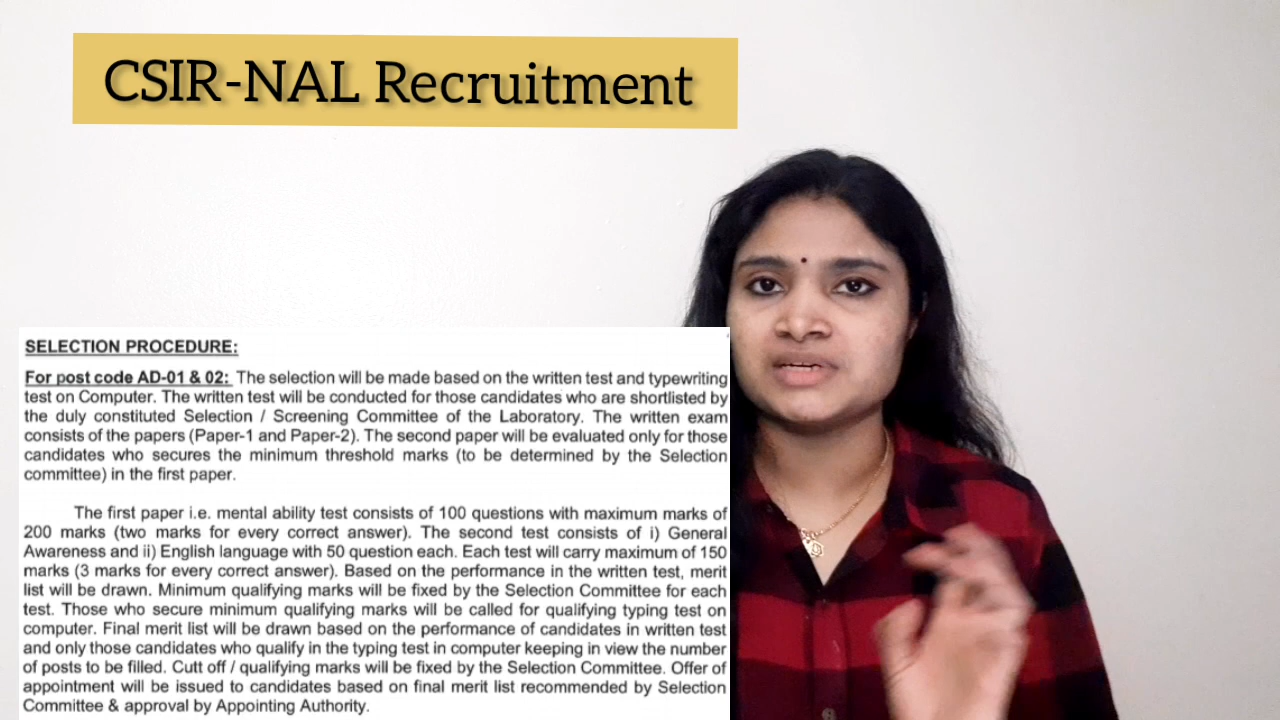 CSIR-NAL Recruitment
SELECTION PROCEDURE:
For post code AD-01 & 02: The selection will be made based on the written test and typewriting
test on Computer. The written test will be conducted for those candidates who are shortlisted by
the duly constituted Selection / Screening Committee of the Laboratory. The written exam
consists of the papers (Paper-1 and Paper-2). The second paper will be evaluated only for those
candidates who secures the minimum threshold marks (to be determined by the Selection
committee) in the first paper.
The first paper i.e. mental ability test consists of 100 questions with maximum marks of
200 marks (two marks for every correct answer). The second test consists of i) General
Awareness and ii) English language with 50 question each. Each test will carry maximum of 150
marks (3 marks for every correct answer). Based on the performance in the written test, merit
list will be drawn. Minimum qualifying marks will be fixed by the Selection Committee for each
test. Those who secure minimum qualifying marks will be called for qualifying typing test on
computer. Final merit list will be drawn based on the performance of candidates in written test
and only those candidates who qualify in the typing test in computer keeping in view the number
of posts to be filled. Cut off / qualifying marks will be fixed by the Selection Committee. Offer of
appointment will be issued to candidates based on final merit list recommended by Selection
Committee & approval by Appointing Authority.